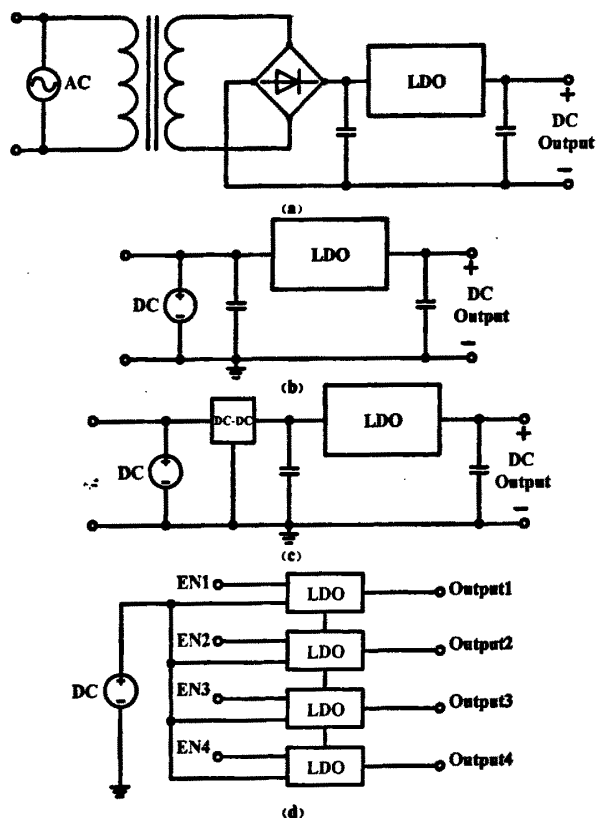 AC
LDO
+
DC
Output
−
(a)
LDO
DC
+
−
+
DC
Output
−
(b)
DC-DC
LDO
DC
+
−
+
DC
Output
−
(c)
EN1
LDO
Output1
EN2
LDO
Output2
DC
+
−
EN3
LDO
Output3
EN4
LDO
Output4
(d)